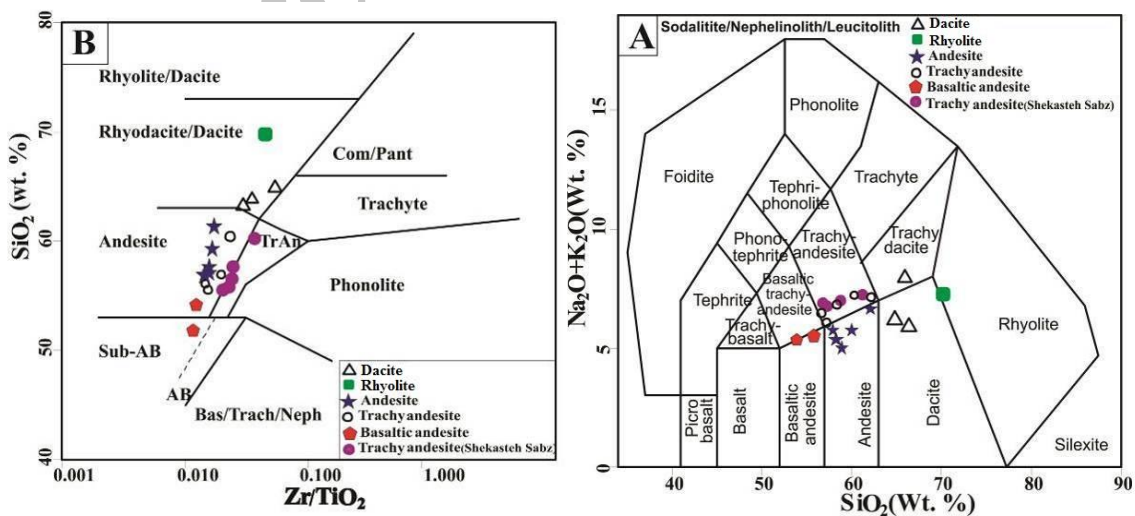 B
SiO2 (wt. %)
80
70
60
50
40
Rhyolite/Dacite
Rhyodacite/Dacite
Com/Pant
Trachyte
Andesite
TrAn
Phonolite
Sub-AB
AB
Bas/Trach/Neph
Dacite
Rhyolite
Andesite
Trachy andesite
Basaltic andesite
Trachy andesite(Shekasteh Sabz)
0.001
0.010
0.100
1.000
Zr/TiO2
A
Sodalitite/Nephelinolith/Leucitolith
Dacite
Rhyolite
Andesite
Trachy andesite
Basaltic andesite
Trachy andesite(Shekasteh Sabz)
Na2O+K2O(Wt. %)
15
10
5
0
Phonolite
Foidite
Tephri-
phonolite
Trachyte
Phono-
tephrite
Trachy-
andesite
Trachy
dacite
Tephrite
Basaltic
trachy-
andesite
Trachy-
basalt
Rhyolite
Picro
basalt
Basalt
Basaltic
andesite
Andesite
Dacite
Silexite
40
50
60
70
80
90
SiO2(Wt. %)